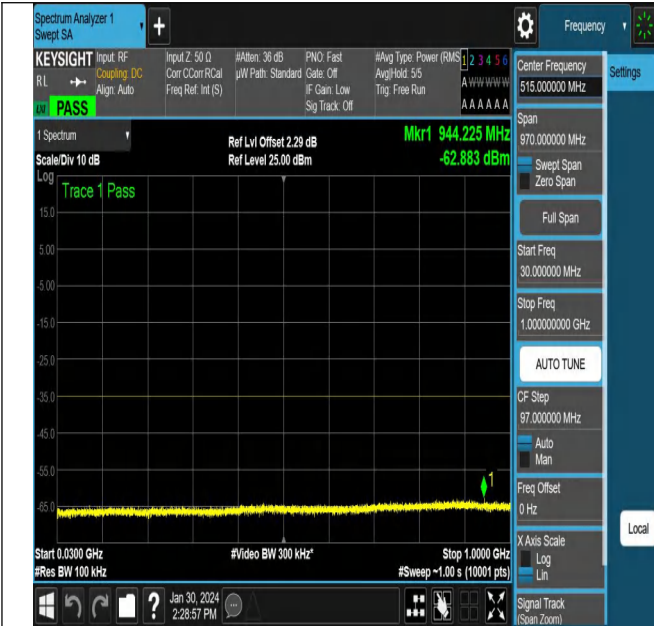 Spectrum Analyzer 1
Swept SA
+
Frequency
KEYSIGHT
RL
PASS
Input: RF
Coupling: DC
Align: Auto
Input Z: 50 Ω
Corr CCorr RCal
Freq Ref: Int (S)
#Atten: 36 dB
µW Path: Standard
PNO: Fast
Gate: Off
IF Gain: Low
Sig Track: Off
#Avg Type: Power (RMS)
Avg|Hold: 5/5
Trig: Free Run
1 2 3 4 5 6
A W W W W W
A A A A A A
1 Spectrum
Scale/Div 10 dB
Ref Lvl Offset 2.29 dB
Ref Level 25.00 dBm
Mkr1 944.225 MHz
-62.883 dBm
Log
Trace 1 Pass
15.0
5.00
-5.00
-15.0
-25.0
-35.0
-45.0
-55.0
-65.0
1
Start 0.0300 GHz
#Res BW 100 kHz
#Video BW 300 kHz*
Stop 1.0000 GHz
#Sweep ~1.00 s (10001 pts)
Jan 30, 2024
2:28:57 PM
Center Frequency
515.000000 MHz
Settings
Span
970.000000 MHz
Swept Span
Zero Span
Full Span
Start Freq
30.000000 MHz
Stop Freq
1.000000000 GHz
AUTO TUNE
CF Step
97.000000 MHz
Auto
Man
Freq Offset
0 Hz
Local
X Axis Scale
Log
Lin
Signal Track
(Span Zoom)